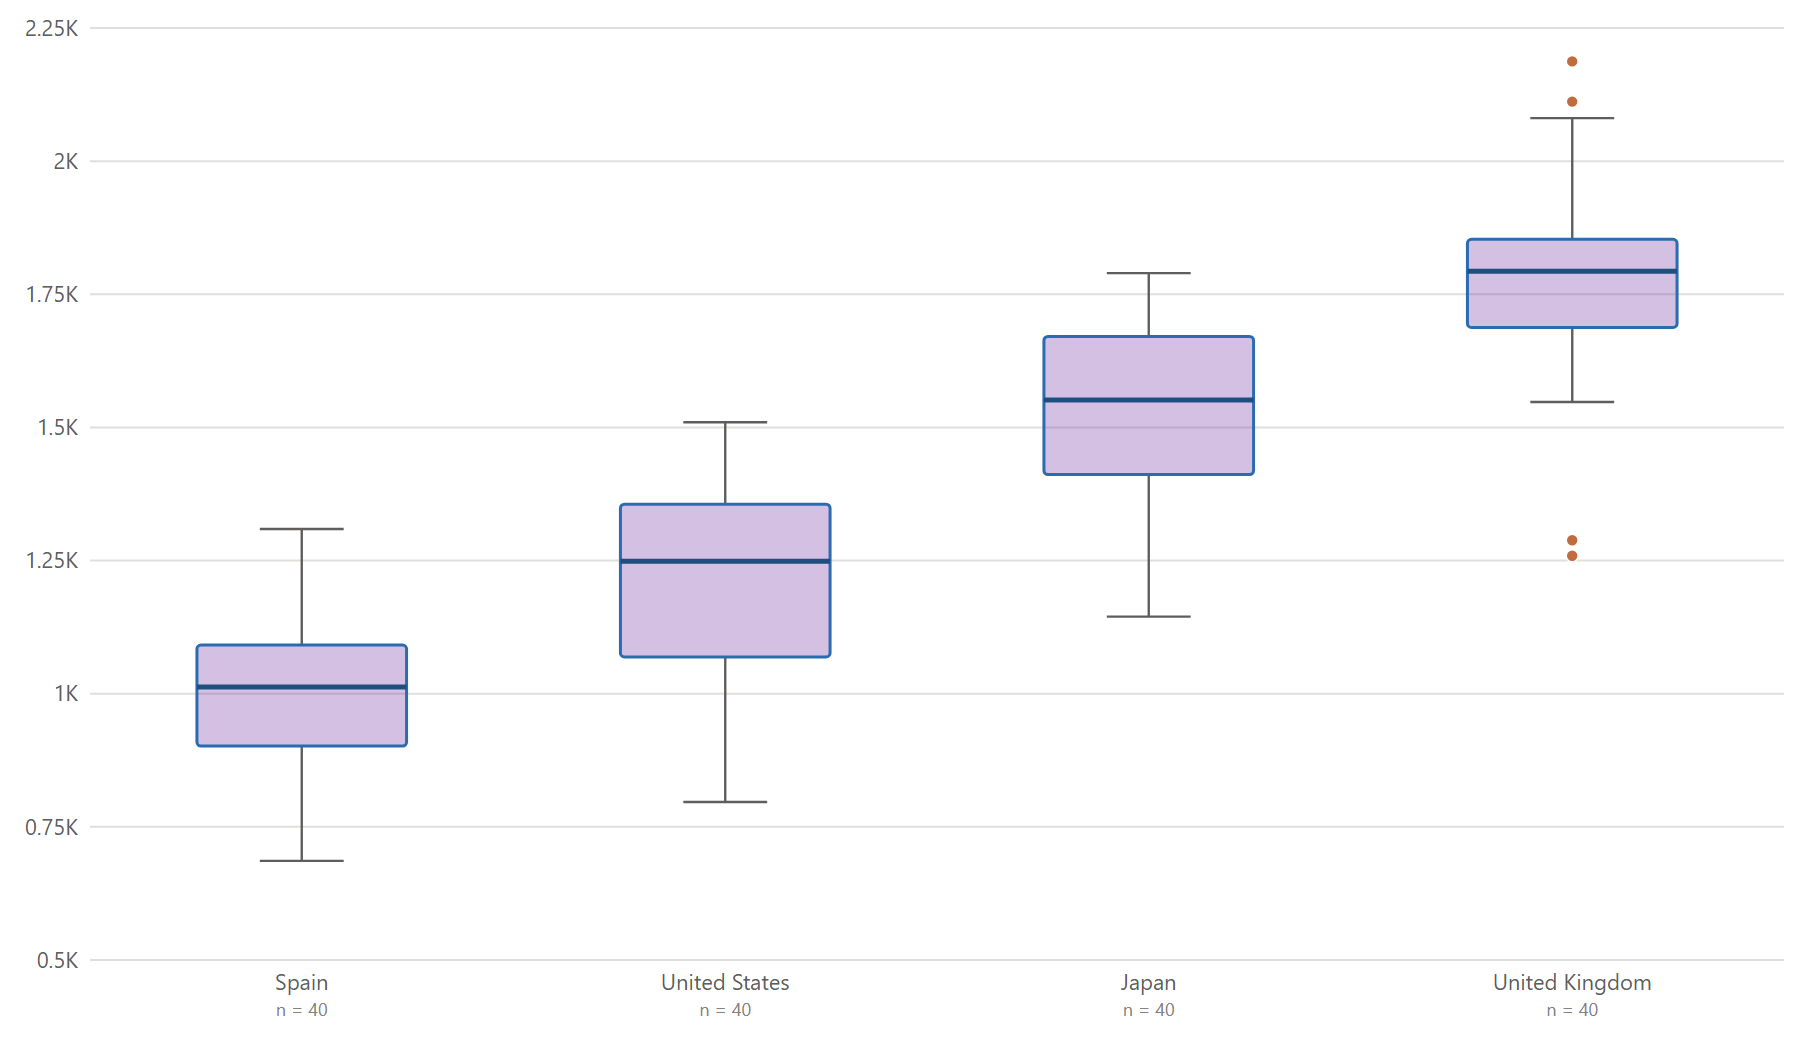 2.25K
2K
1.75K
1.5K
1.25K
1K
0.75K
0.5K
Spain
n = 40
United States
n = 40
Japan
n = 40
United Kingdom
n = 40